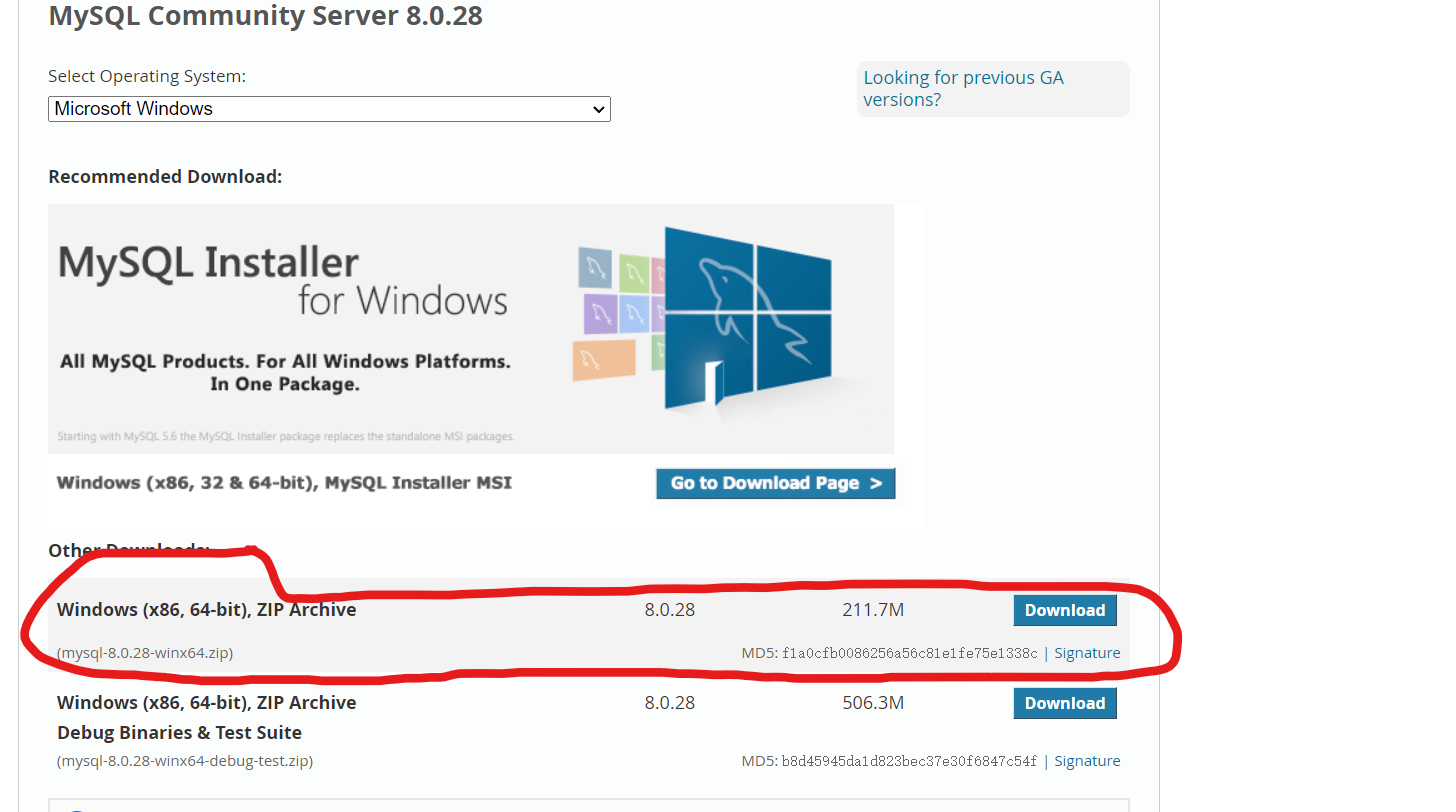 MySQL Community Server 8.0.28
Select Operating System:
Looking for previous GA
versions?
Microsoft Windows
Recommended Download:
MySQL Installer
for Windows
All MySQL Products. For All Windows Platforms.
In One Package.
Starting with MySQL 5.6 the MySQL Installer package replaces the standalone MSI packages.
Windows (x86, 32 & 64-bit), MySQL Installer MSI
Go to Download Page >
Other Downloads:
Windows (x86, 64-bit), ZIP Archive 8.0.28 211.7M Download
(mysql-8.0.28-winx64.zip) MD5: f1a0cfb0086256a56c81e1fe75e1338c | Signature
Windows (x86, 64-bit), ZIP Archive 8.0.28 506.3M Download
Debug Binaries & Test Suite
(mysql-8.0.28-winx64-debug-test.zip) MD5: b8d45945da1d823bec37e30f6847c54f | Signature